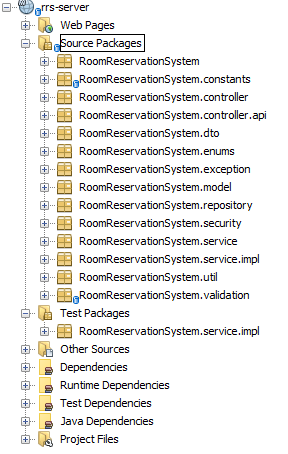 rrs-server
Web Pages
Source Packages
RoomReservationSystem
RoomReservationSystem.constants
RoomReservationSystem.controller
RoomReservationSystem.controller.api
RoomReservationSystem.dto
RoomReservationSystem.enums
RoomReservationSystem.exception
RoomReservationSystem.model
RoomReservationSystem.repository
RoomReservationSystem.security
RoomReservationSystem.service
RoomReservationSystem.service.impl
RoomReservationSystem.util
RoomReservationSystem.validation
Test Packages
RoomReservationSystem.service.impl
Other Sources
Dependencies
Runtime Dependencies
Test Dependencies
Java Dependencies
Project Files